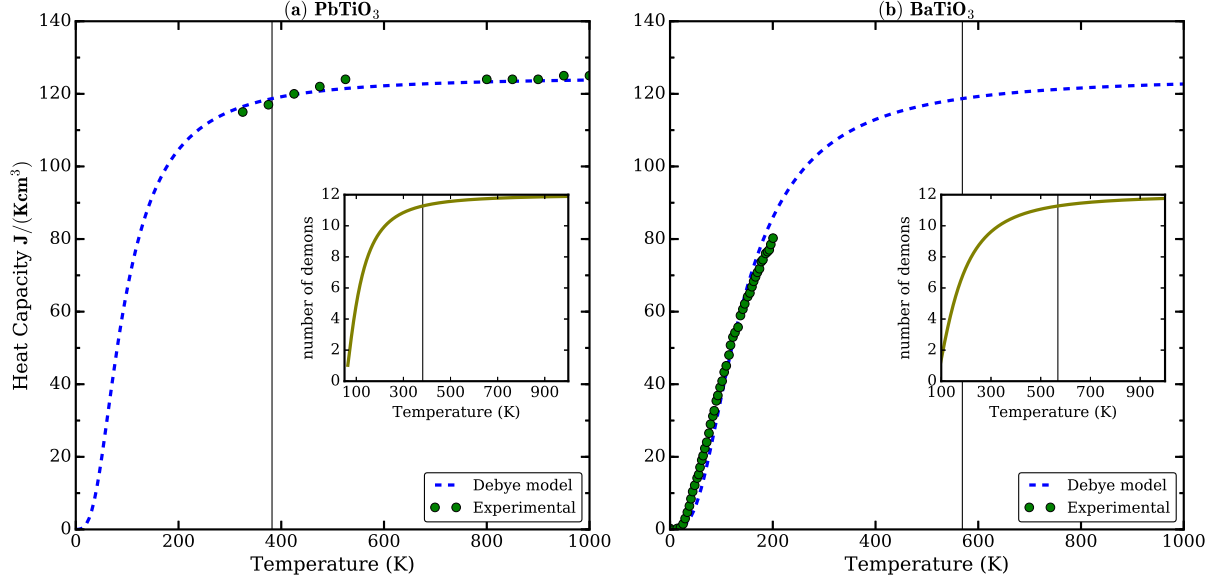 (a) PbTiO₃
140
120
100
80
60
40
20
0
Heat Capacity J/(Kcm³)
0 200 400 600 800 1000
Temperature (K)
12
10
8
6
4
2
0
number of demons
100 300 500 700 900
Temperature (K)
Debye model
Experimental
(b) BaTiO₃
140
120
100
80
60
40
20
0
0 200 400 600 800 1000
Temperature (K)
12
10
8
6
4
2
0
number of demons
100 300 500 700 900
Temperature (K)
Debye model
Experimental